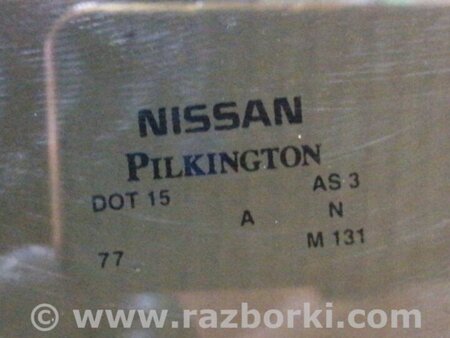 NISSAN
PILKINGTON
DOT 15 AS 3
A N
77 M 131
© www.razborki.com